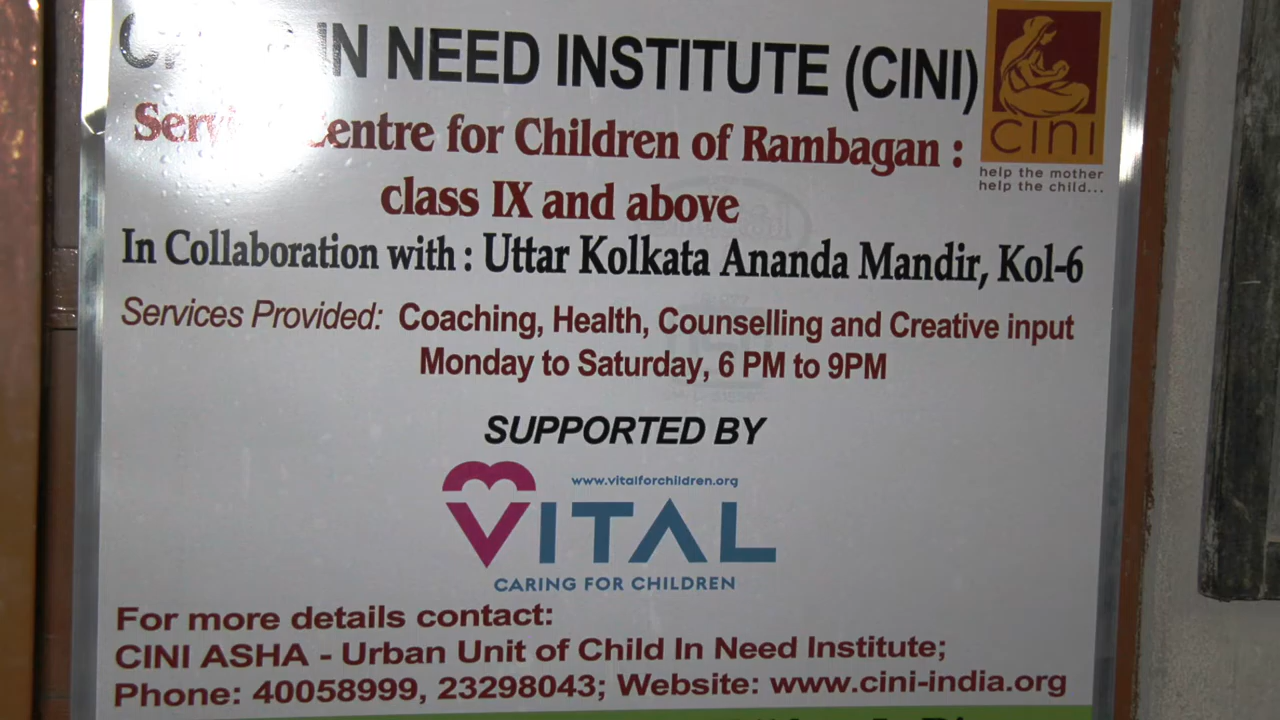 IN NEED INSTITUTE (CINI)
cini
help the mother
help the child...
Centre for Children of Rambagan :
class IX and above
In Collaboration with : Uttar Kolkata Ananda Mandir, Kol-6
Services Provided: Coaching, Health, Counselling and Creative input
Monday to Saturday, 6 PM to 9PM
SUPPORTED BY
www.vitalforchildren.org
VITAL
CARING FOR CHILDREN
For more details contact:
CINI ASHA - Urban Unit of Child In Need Institute;
Phone: 40058999, 23298043; Website: www.cini-india.org